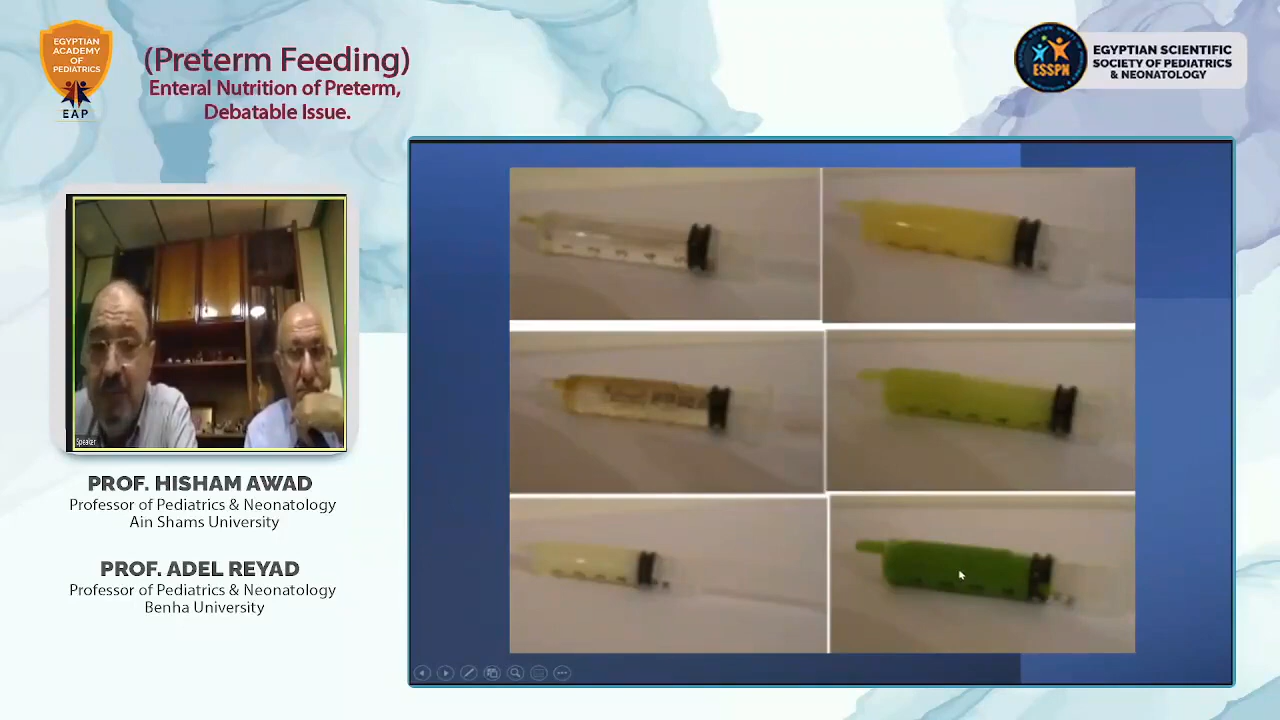 EGYPTIAN
ACADEMY
OF
PEDIATRICS
EAP
(Preterm Feeding)
Enteral Nutrition of Preterm,
Debatable Issue.
ESSPN
EGYPTIAN SCIENTIFIC
SOCIETY OF PEDIATRICS
& NEONATOLOGY
Speaker
PROF. HISHAM AWAD
Professor of Pediatrics & Neonatology
Ain Shams University
PROF. ADEL REYAD
Professor of Pediatrics & Neonatology
Benha University